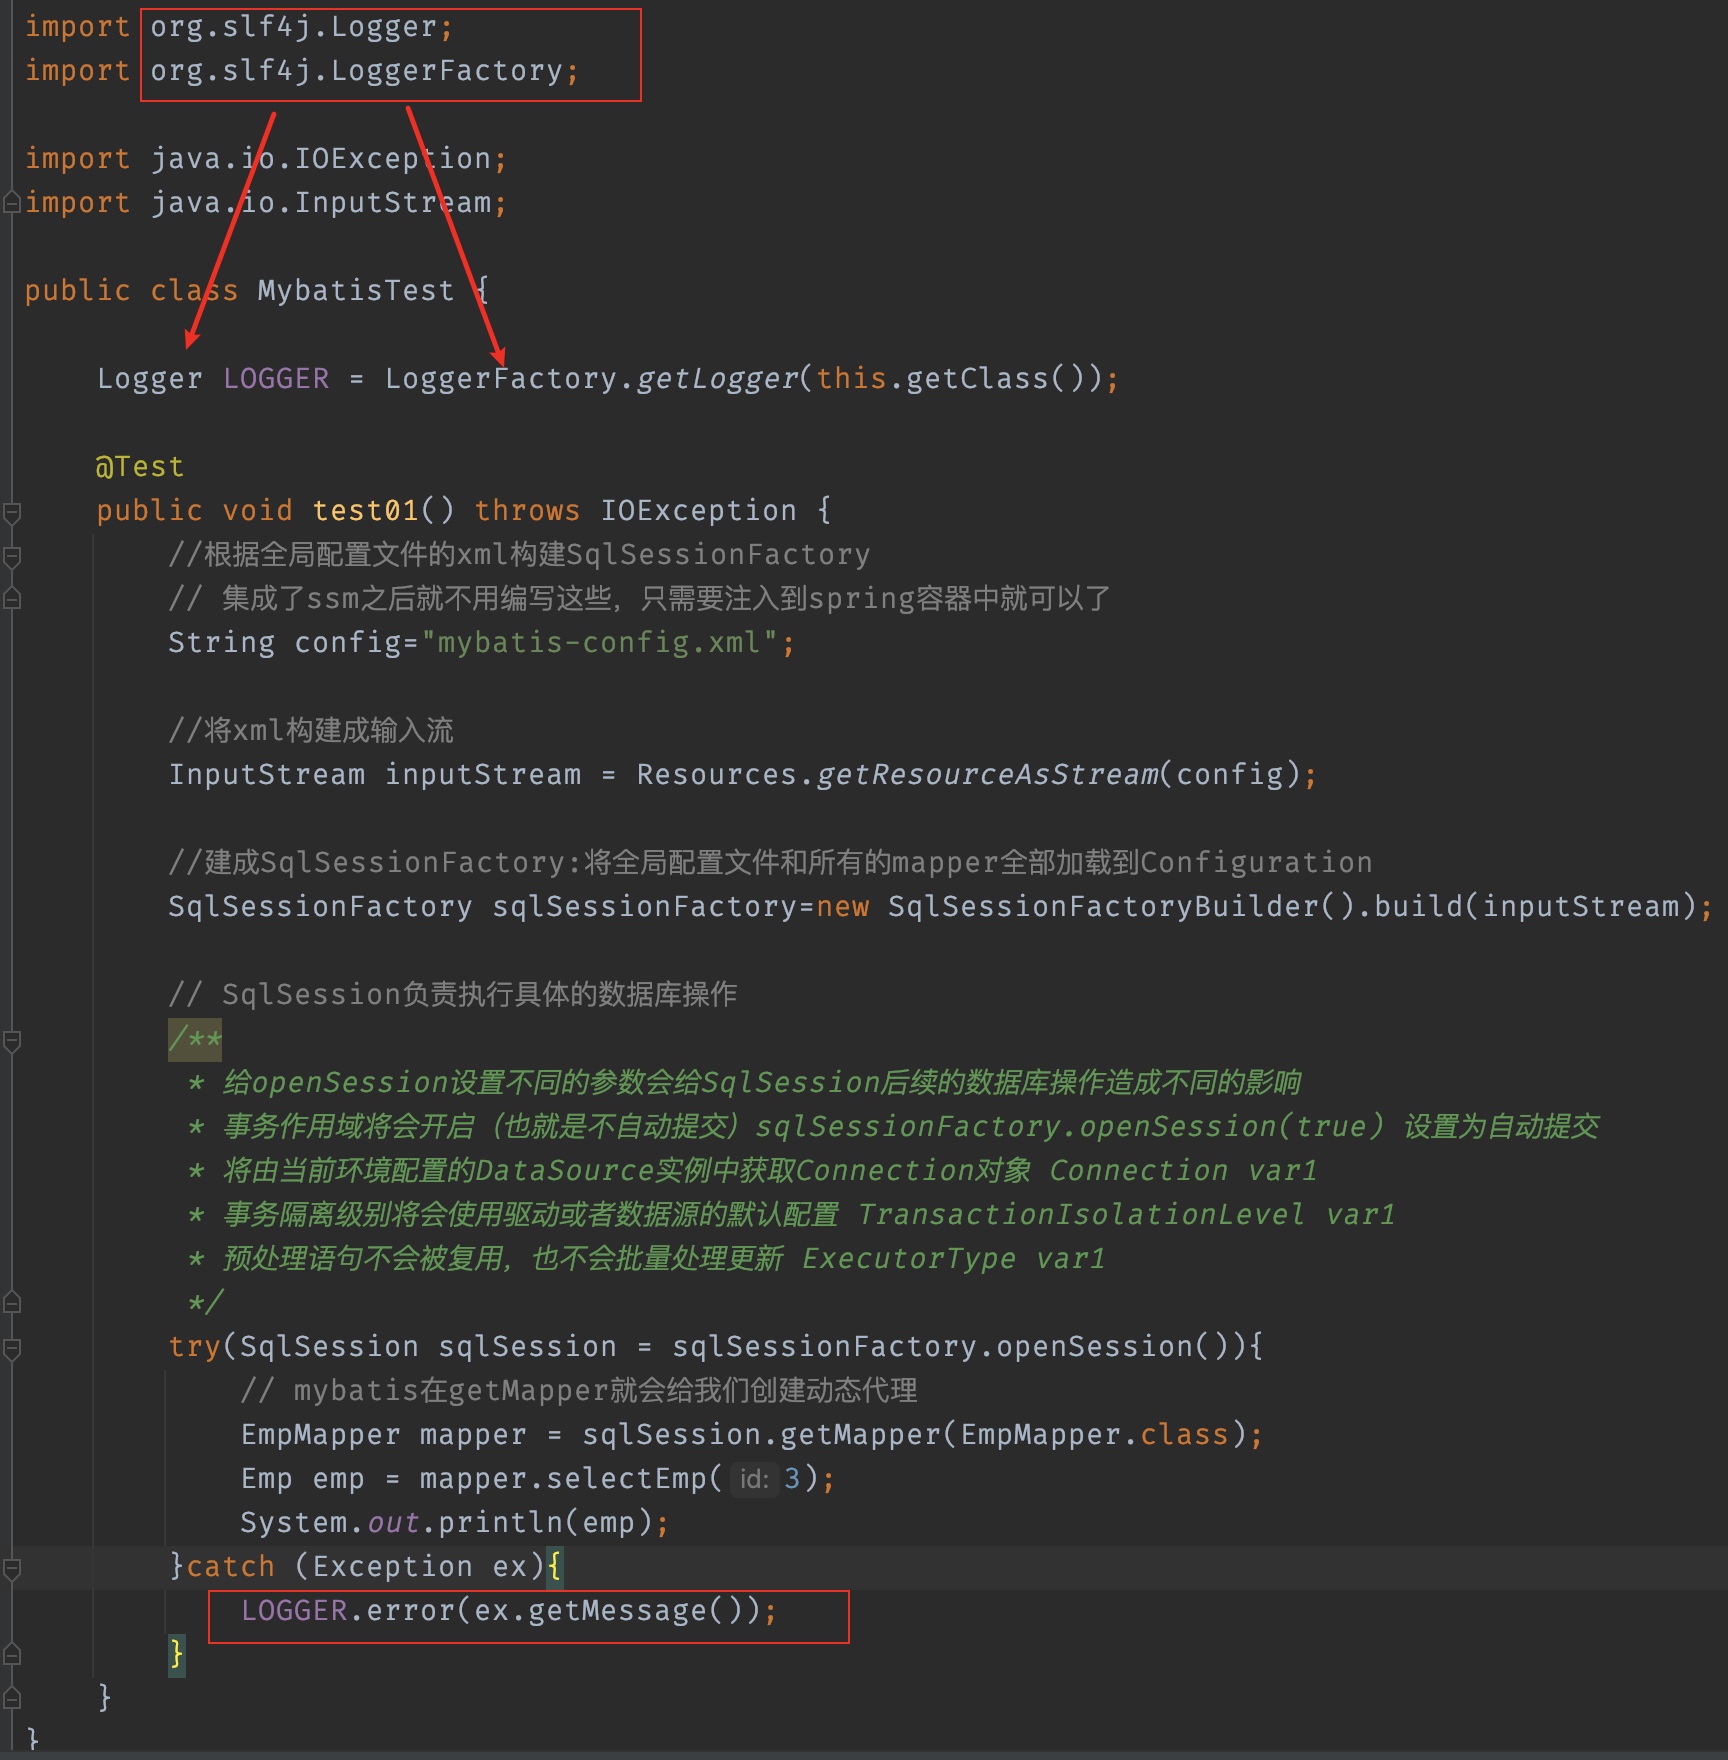 import org.slf4j.Logger;
import org.slf4j.LoggerFactory;
import java.io.IOException;
import java.io.InputStream;
public class MybatisTest {
Logger LOGGER = LoggerFactory.getLogger(this.getClass());
@Test
public void test01() throws IOException {
//根据全局配置文件的xml构建SqlSessionFactory
// 集成了ssm之后就不用编写这些，只需要注入到spring容器中就可以了
String config="mybatis-config.xml";
//将xml构建成输入流
InputStream inputStream = Resources.getResourceAsStream(config);
//建成SqlSessionFactory:将全局配置文件和所有的mapper全部加载到Configuration
SqlSessionFactory sqlSessionFactory=new SqlSessionFactoryBuilder().build(inputStream);
// SqlSession负责执行具体的数据库操作
/**
* 给openSession设置不同的参数会给SqlSession后续的数据库操作造成不同的影响
* 事务作用域将会开启（也就是不自动提交）sqlSessionFactory.openSession(true) 设置为自动提交
* 将由当前环境配置的DataSource实例中获取Connection对象 Connection var1
* 事务隔离级别将会使用驱动或者数据源的默认配置 TransactionIsolationLevel var1
* 预处理语句不会被复用，也不会批量处理更新 ExecutorType var1
*/
try(SqlSession sqlSession = sqlSessionFactory.openSession()){
// mybatis在getMapper就会给我们创建动态代理
EmpMapper mapper = sqlSession.getMapper(EmpMapper.class);
Emp emp = mapper.selectEmp( id: 3);
System.out.println(emp);
}catch (Exception ex){
LOGGER.error(ex.getMessage());
}
}
}